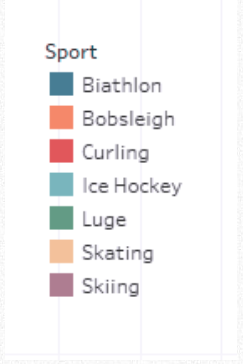 Sport
Biathlon
Bobsleigh
Curling
Ice Hockey
Luge
Skating
Skiing